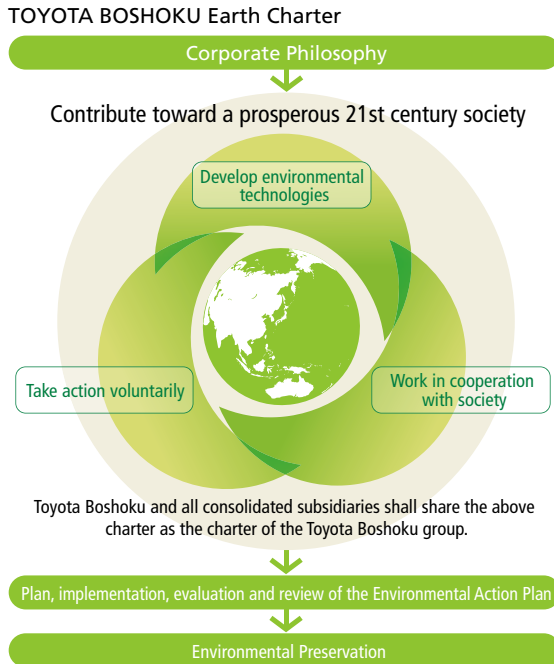 TOYOTA BOSHOKU Earth Charter
Corporate Philosophy
Contribute toward a prosperous 21st century society
Develop environmental
technologies
Take action voluntarily
Work in cooperation
with society
Toyota Boshoku and all consolidated subsidiaries shall share the above
charter as the charter of the Toyota Boshoku group.
Plan, implementation, evaluation and review of the Environmental Action Plan
Environmental Preservation